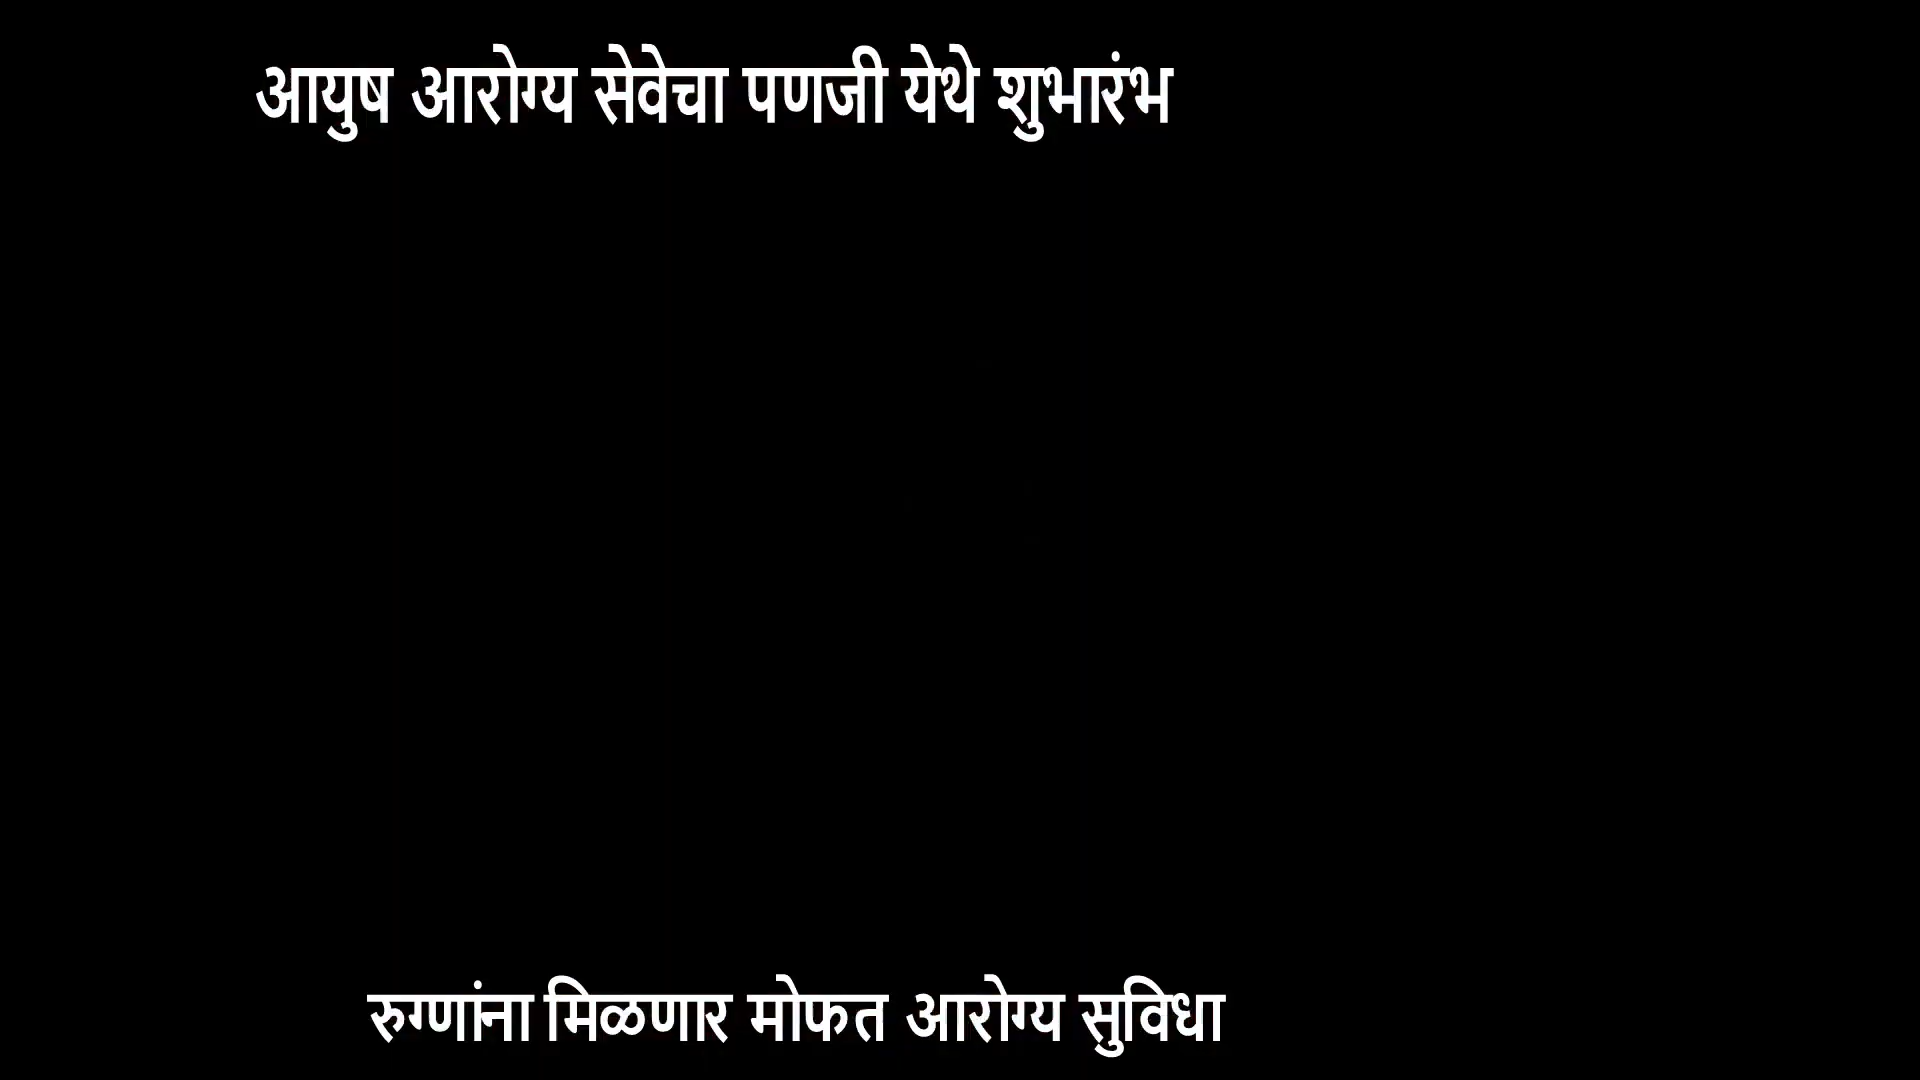 आयुष आरोग्य सेवेचा पणजी येथे शुभारंभ
रुग्णांना मिळणार मोफत आरोग्य सुविधा